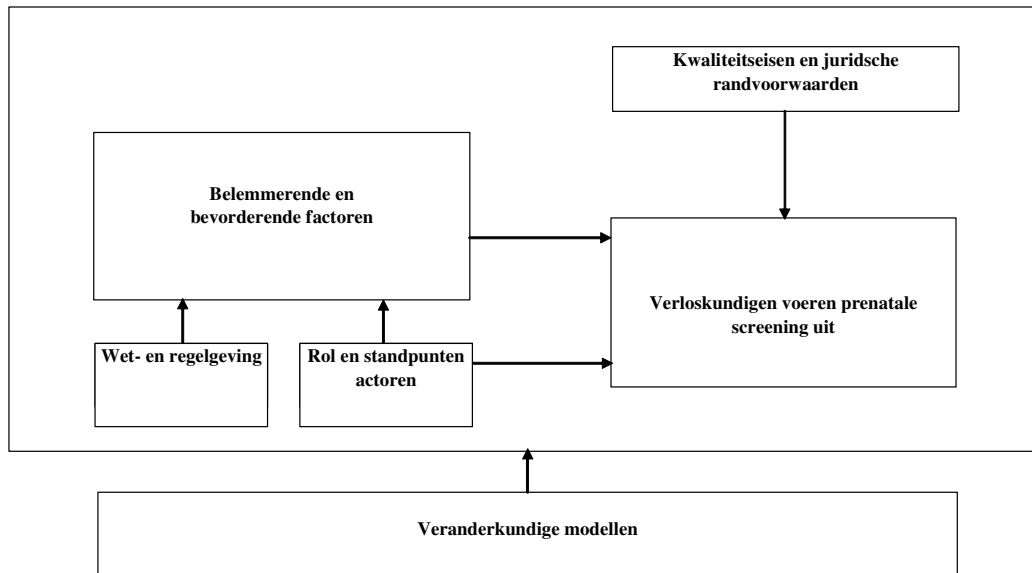 Kwaliteitseisen en juridsche
randvoorwaarden
Belemmerende en
bevorderende factoren
Verloskundigen voeren prenatale
screening uit
Wet- en regelgeving
Rol en standpunten
actoren
Veranderkundige modellen